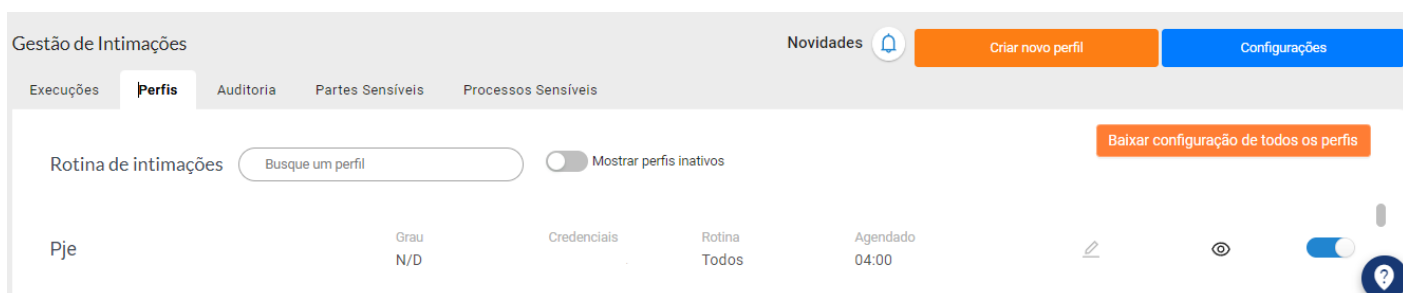 Gestão de Intimações
Novidades
Criar novo perfil
Configurações
Execuções Perfis Auditoria Partes Sensíveis Processos Sensíveis
Baixar configuração de todos os perfis
Rotina de intimações Busque um perfil Mostrar perfis inativos
Grau Credenciais Rotina Agendado
Pje N/D Todos 04:00
?